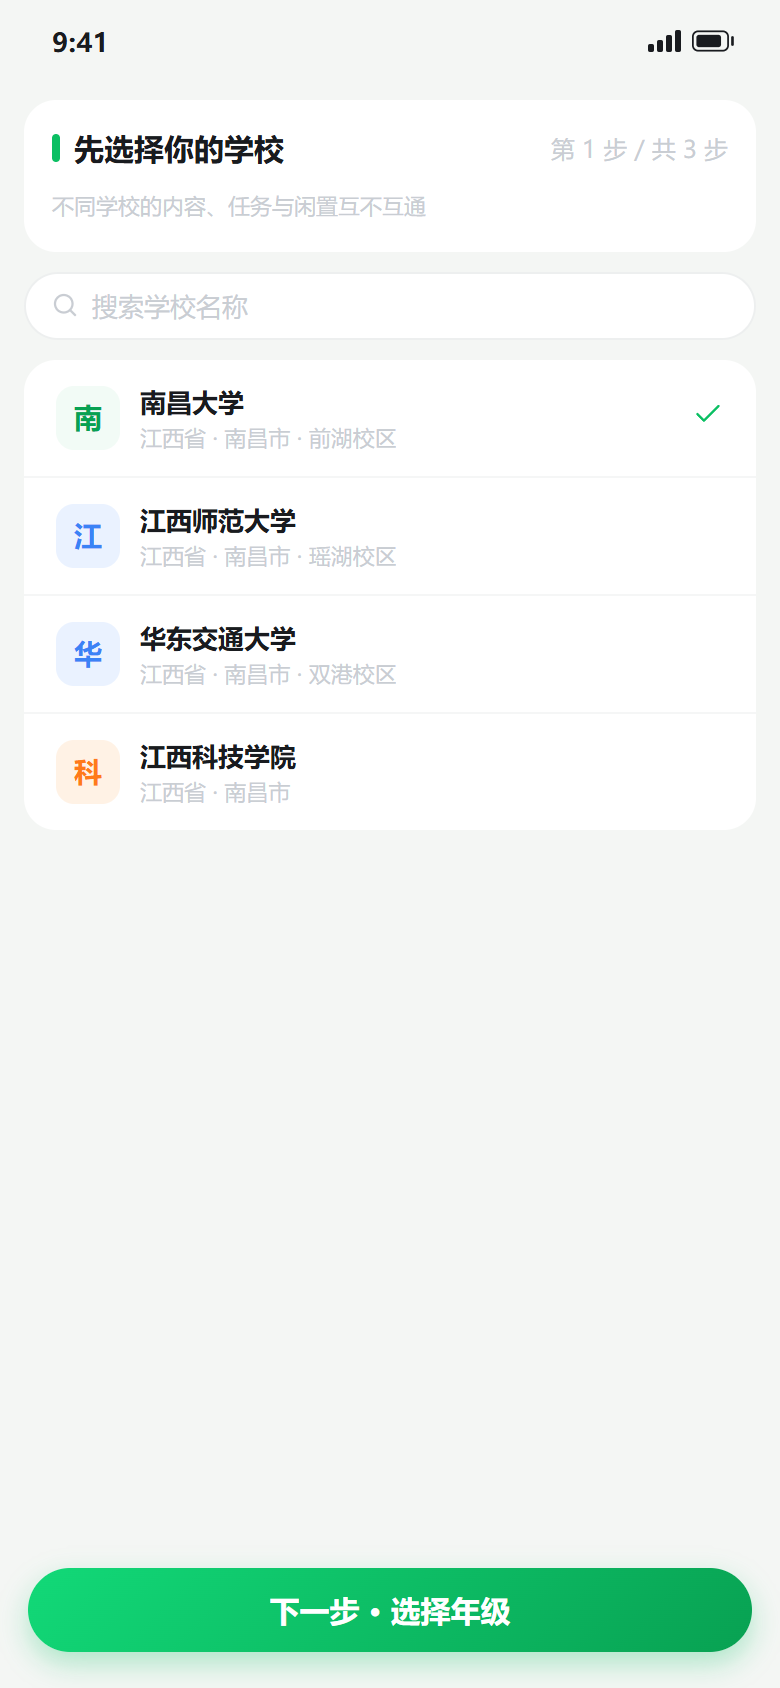 9:41
先选择你的学校
第 1 步 / 共 3 步
不同学校的内容、任务与闲置互不互通
搜索学校名称
南
南昌大学
江西省 · 南昌市 · 前湖校区
江
江西师范大学
江西省 · 南昌市 · 瑶湖校区
华
华东交通大学
江西省 · 南昌市 · 双港校区
科
江西科技学院
江西省 · 南昌市
下一步 · 选择年级